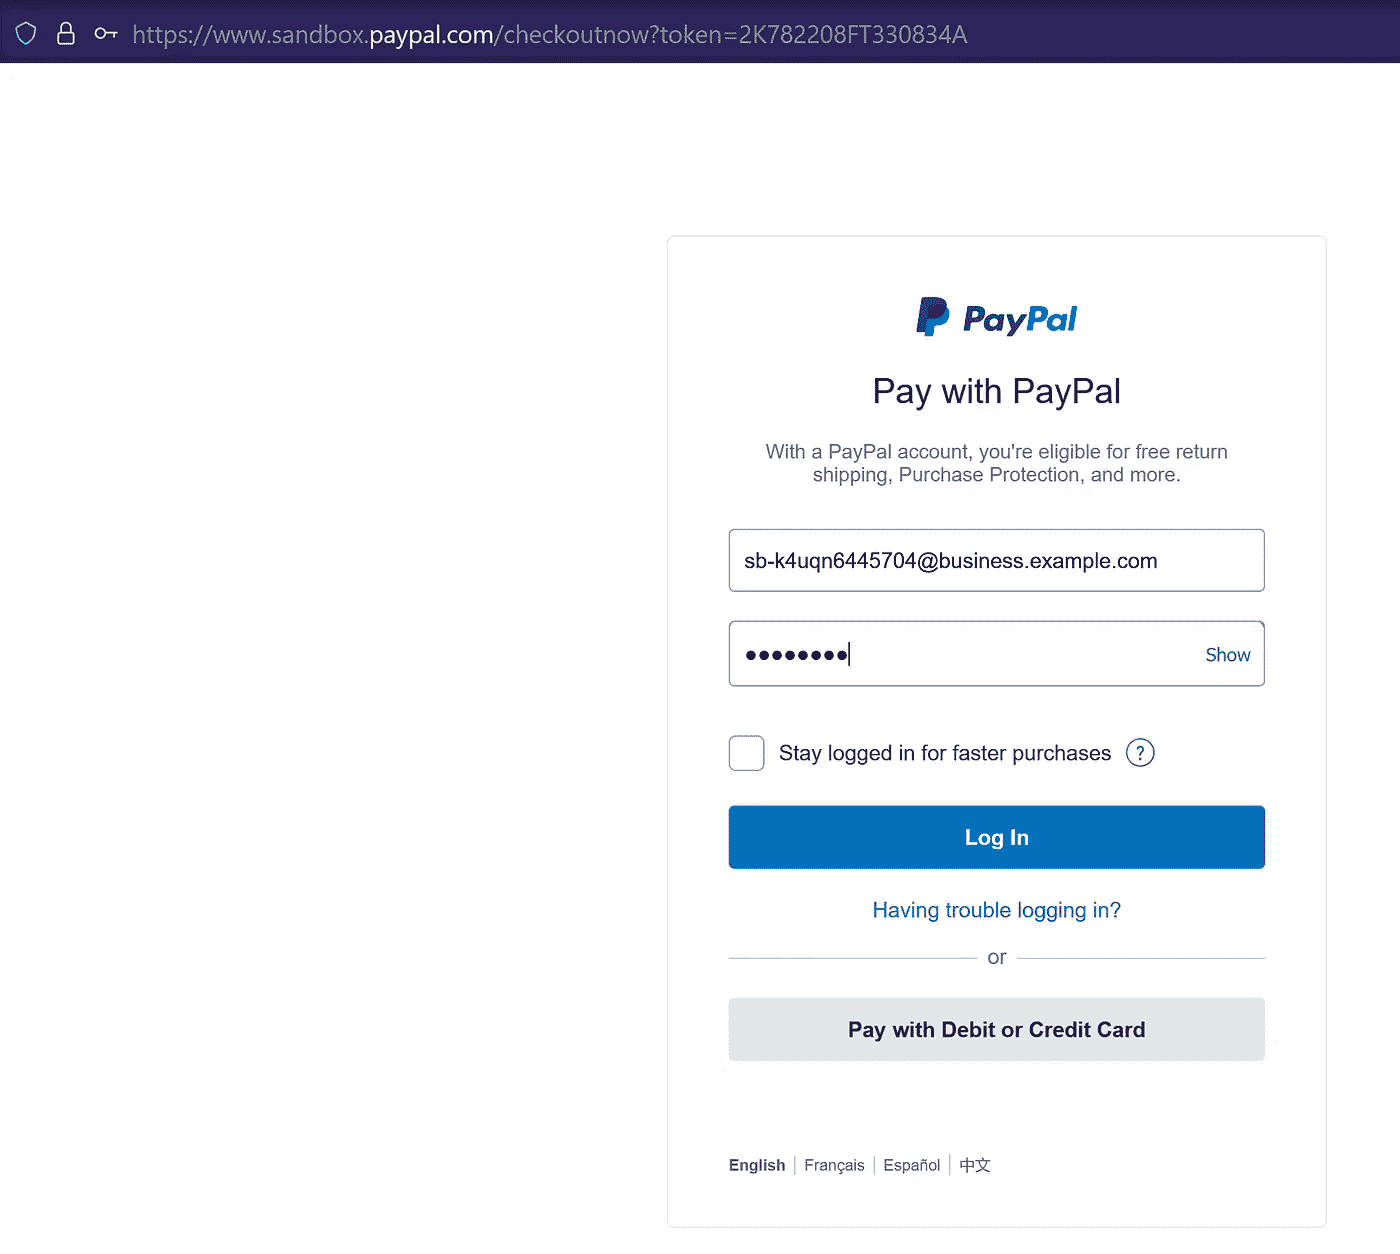 https://www.sandbox.paypal.com/checkoutnow?token=2K782208FT330834A
PayPal
Pay with PayPal
With a PayPal account, you're eligible for free return
shipping, Purchase Protection, and more.
sb-k4uqn6445704@business.example.com
●●●●●●●● Show
Stay logged in for faster purchases ?
Log In
Having trouble logging in?
or
Pay with Debit or Credit Card
English | Français | Español | 中文